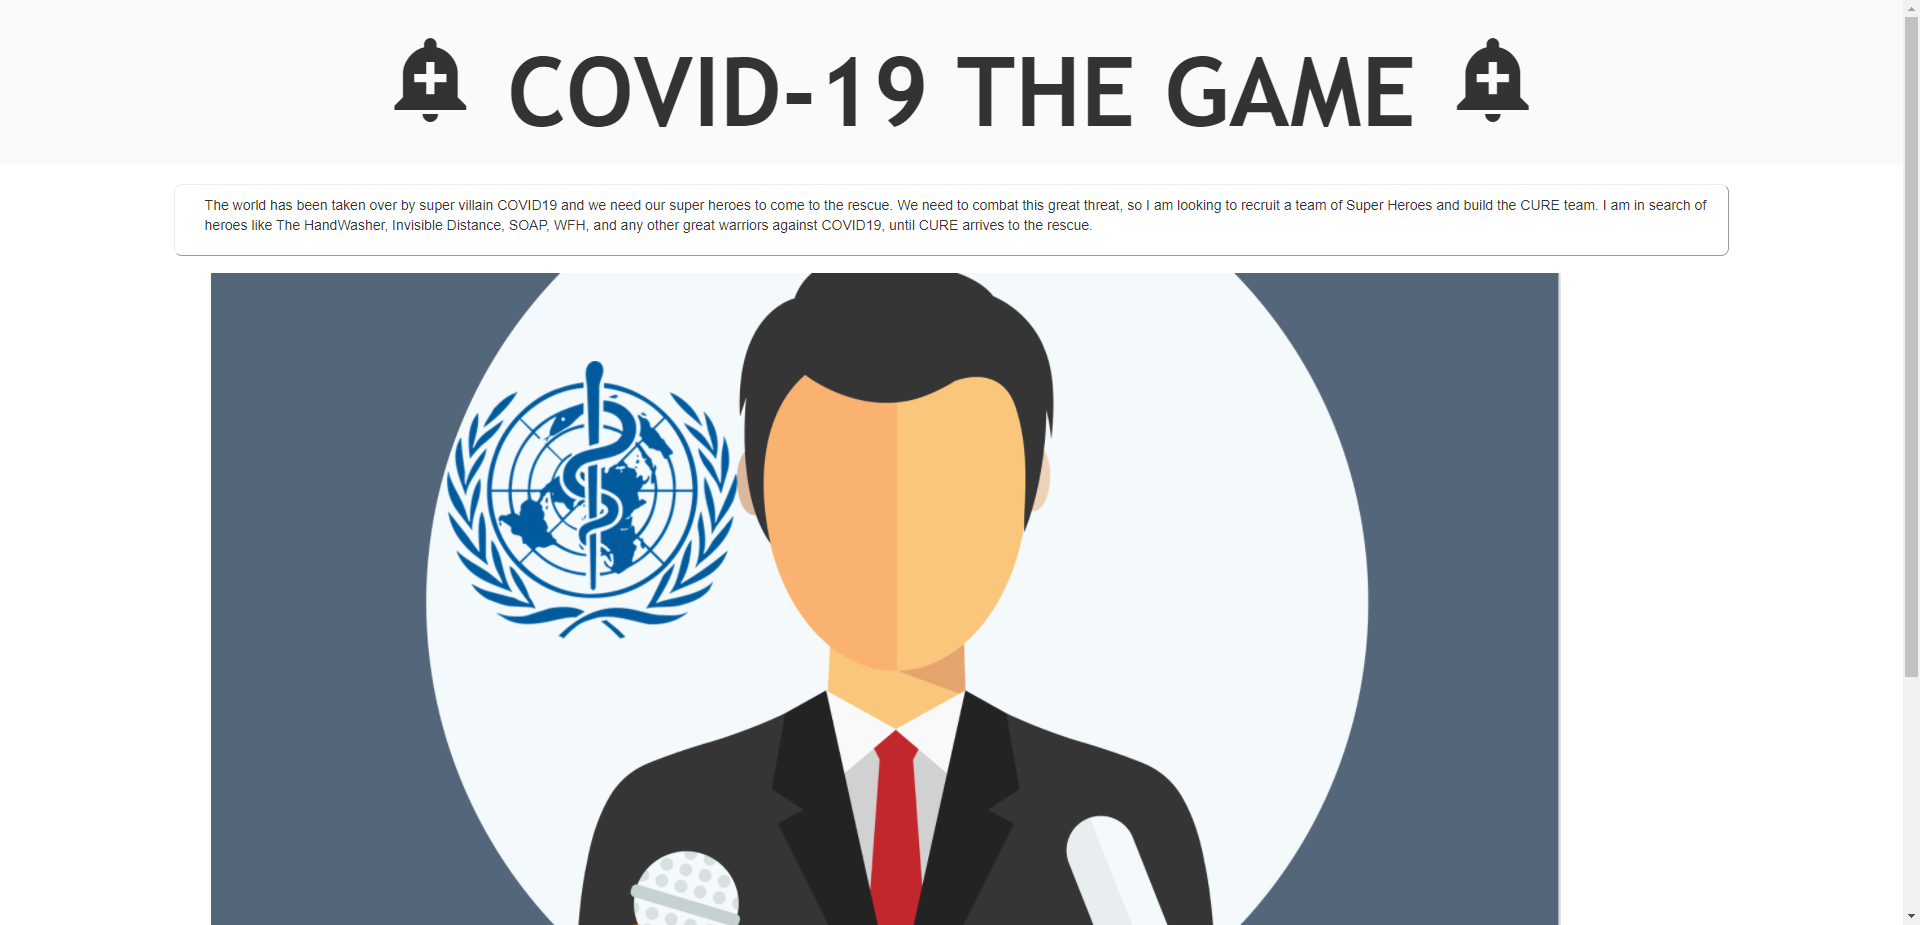 COVID-19 THE GAME
The world has been taken over by super villain COVID19 and we need our super heroes to come to the rescue. We need to combat this great threat, so I am looking to recruit a team of Super Heroes and build the CURE team. I am in search of
heroes like The HandWasher, Invisible Distance, SOAP, WFH, and any other great warriors against COVID19, until CURE arrives to the rescue.